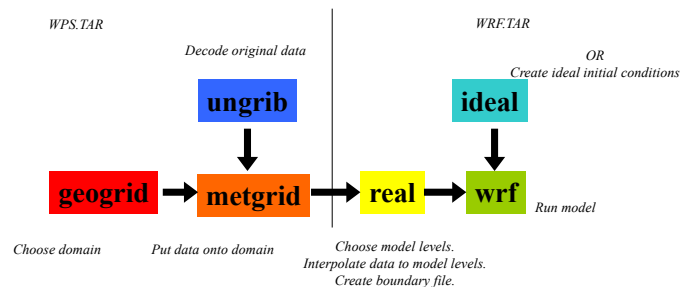 WPS.TAR
WRF.TAR
Decode original data
OR
Create ideal initial conditions
ungrib
ideal
geogrid
metgrid
real
wrf
Run model
Choose domain
Put data onto domain
Choose model levels.
Interpolate data to model levels.
Create boundary file.